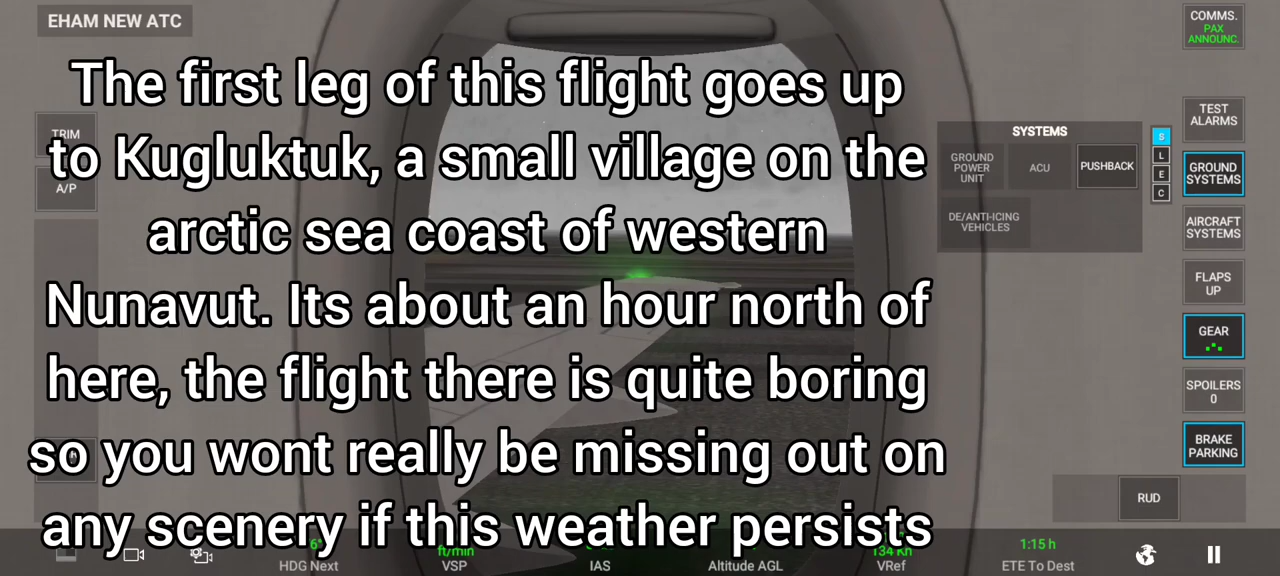 EHAM NEW ATC
The first leg of this flight goes up
to Kugluktuk, a small village on the
arctic sea coast of western
Nunavut. Its about an hour north of
here, the flight there is quite boring
so you wont really be missing out on
any scenery if this weather persists
TRIM
A/P
COMMS.
PAX
ANNOUNC.
SYSTEMS
GROUND
POWER
UNIT
ACU
PUSHBACK
DE/ANTI-ICING
VEHICLES
S
L
E
C
TEST
ALARMS
GROUND
SYSTEMS
AIRCRAFT
SYSTEMS
FLAPS
UP
GEAR
SPOILERS
0
BRAKE
PARKING
RUD
HDG Next
ft/min
VSP
IAS
Altitude AGL
134 Kn
VRef
1:15 h
ETE To Dest